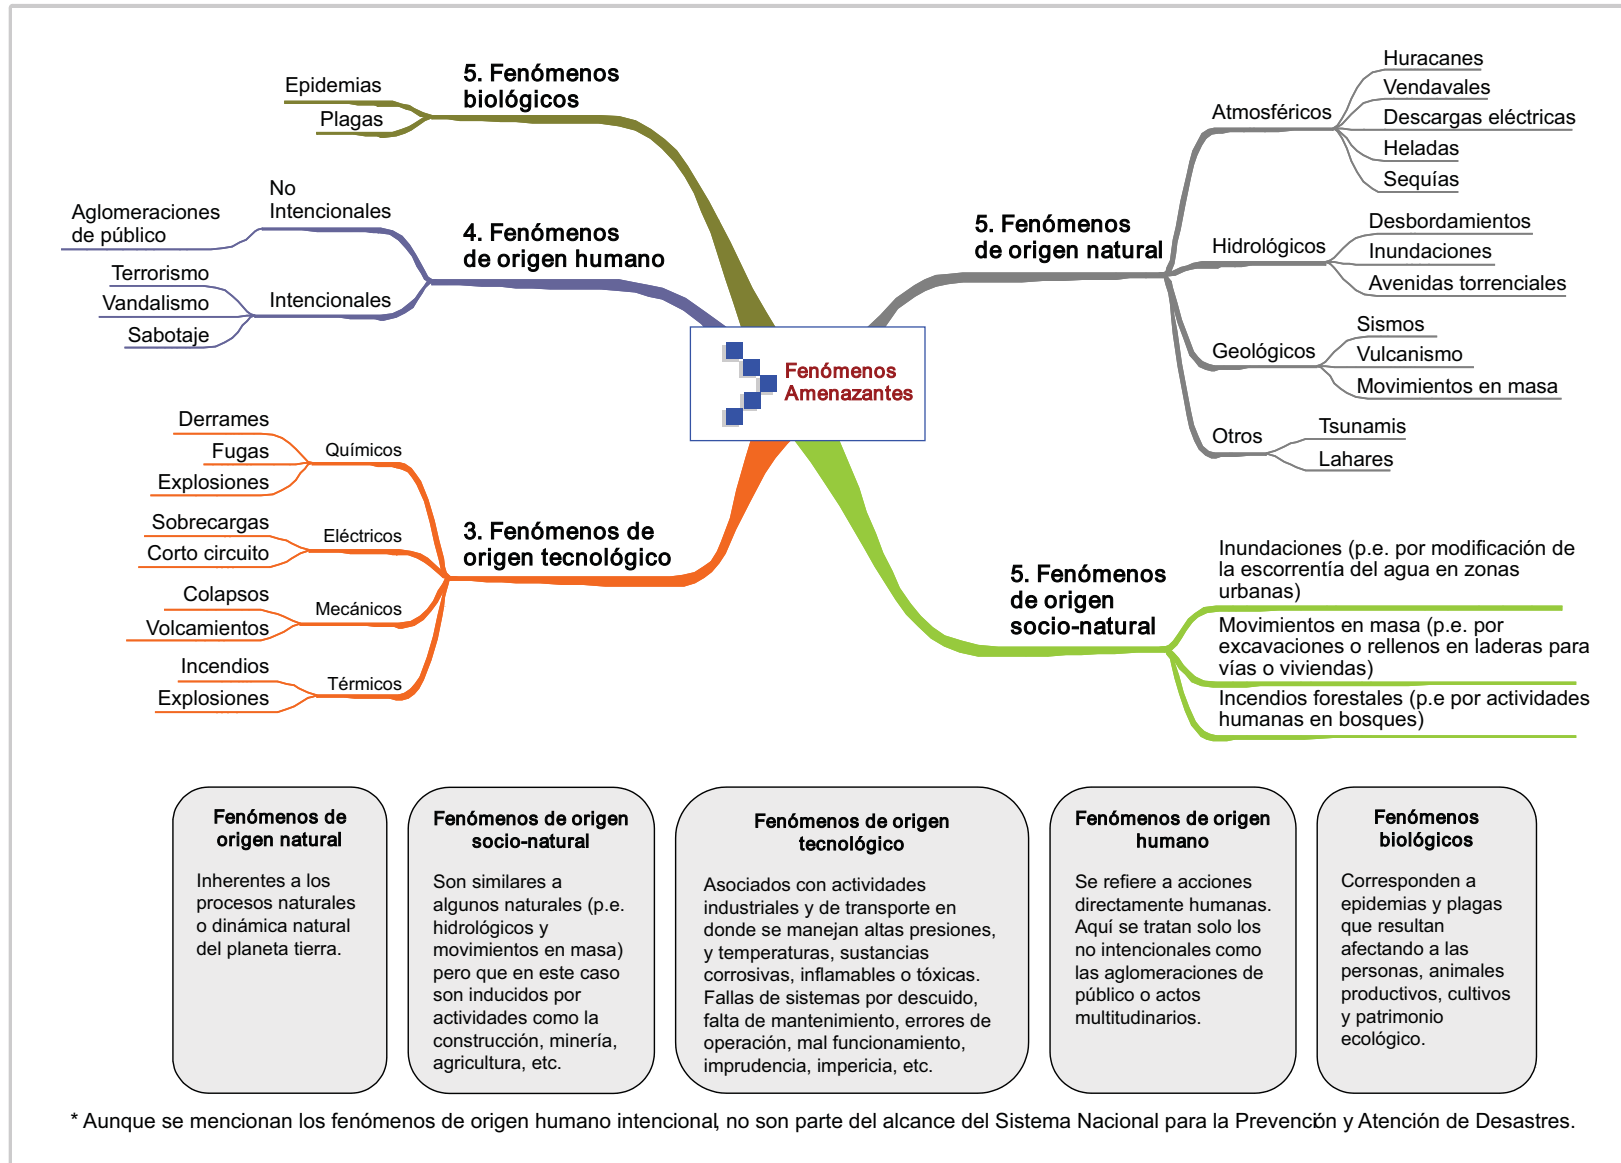 5. Fenómenos
biológicos
Epidemias
Plagas
4. Fenómenos
de origen humano
No
Intencionales
Aglomeraciones
de público
Intencionales
Terrorismo
Vandalismo
Sabotaje
3. Fenómenos de
origen tecnológico
Químicos
Derrames
Fugas
Explosiones
Eléctricos
Sobrecargas
Corto circuito
Mecánicos
Colapsos
Volcamientos
Térmicos
Incendios
Explosiones
Fenómenos
Amenazantes
5. Fenómenos
de origen natural
Atmosféricos
Huracanes
Vendavales
Descargas eléctricas
Heladas
Sequías
Hidrológicos
Desbordamientos
Inundaciones
Avenidas torrenciales
Geológicos
Sismos
Vulcanismo
Movimientos en masa
Otros
Tsunamis
Lahares
5. Fenómenos
de origen
socio-natural
Inundaciones (p.e. por modificación de
la escorrentía del agua en zonas
urbanas)
Movimientos en masa (p.e. por
excavaciones o rellenos en laderas para
vías o viviendas)
Incendios forestales (p.e por actividades
humanas en bosques)
Fenómenos de
origen natural
Inherentes a los
procesos naturales
o dinámica natural
del planeta tierra.
Fenómenos de origen
socio-natural
Son similares a
algunos naturales (p.e.
hidrológicos y
movimientos en masa)
pero que en este caso
son inducidos por
actividades como la
construcción, minería,
agricultura, etc.
Fenómenos de origen
tecnológico
Asociados con actividades
industriales y de transporte en
donde se manejan altas presiones,
y temperaturas, sustancias
corrosivas, inflamables o tóxicas.
Fallas de sistemas por descuido,
falta de mantenimiento, errores de
operación, mal funcionamiento,
imprudencia, impericia, etc.
Fenómenos de origen
humano
Se refiere a acciones
directamente humanas.
Aquí se tratan solo los
no intencionales como
las aglomeraciones de
público o actos
multitudinarios.
Fenómenos
biológicos
Corresponden a
epidemias y plagas
que resultan
afectando a las
personas, animales
productivos, cultivos
y patrimonio
ecológico.
* Aunque se mencionan los fenómenos de origen humano intencional, no son parte del alcance del Sistema Nacional para la Prevención y Atención de Desastres.